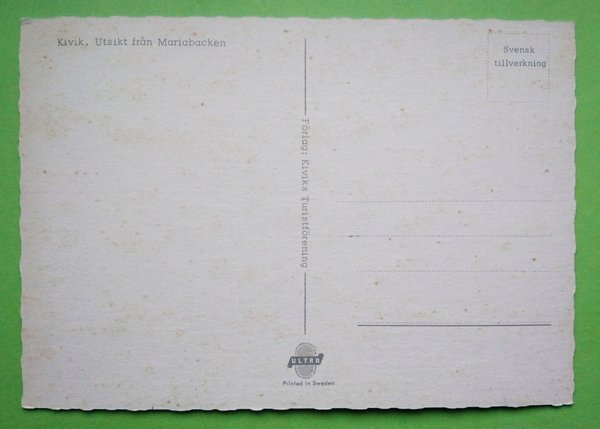 Kivik, Utsikt från Mariabacken
Svensk
tillverkning
Förlag: Kiviks Turistförening
ULTRA
Printed in Sweden